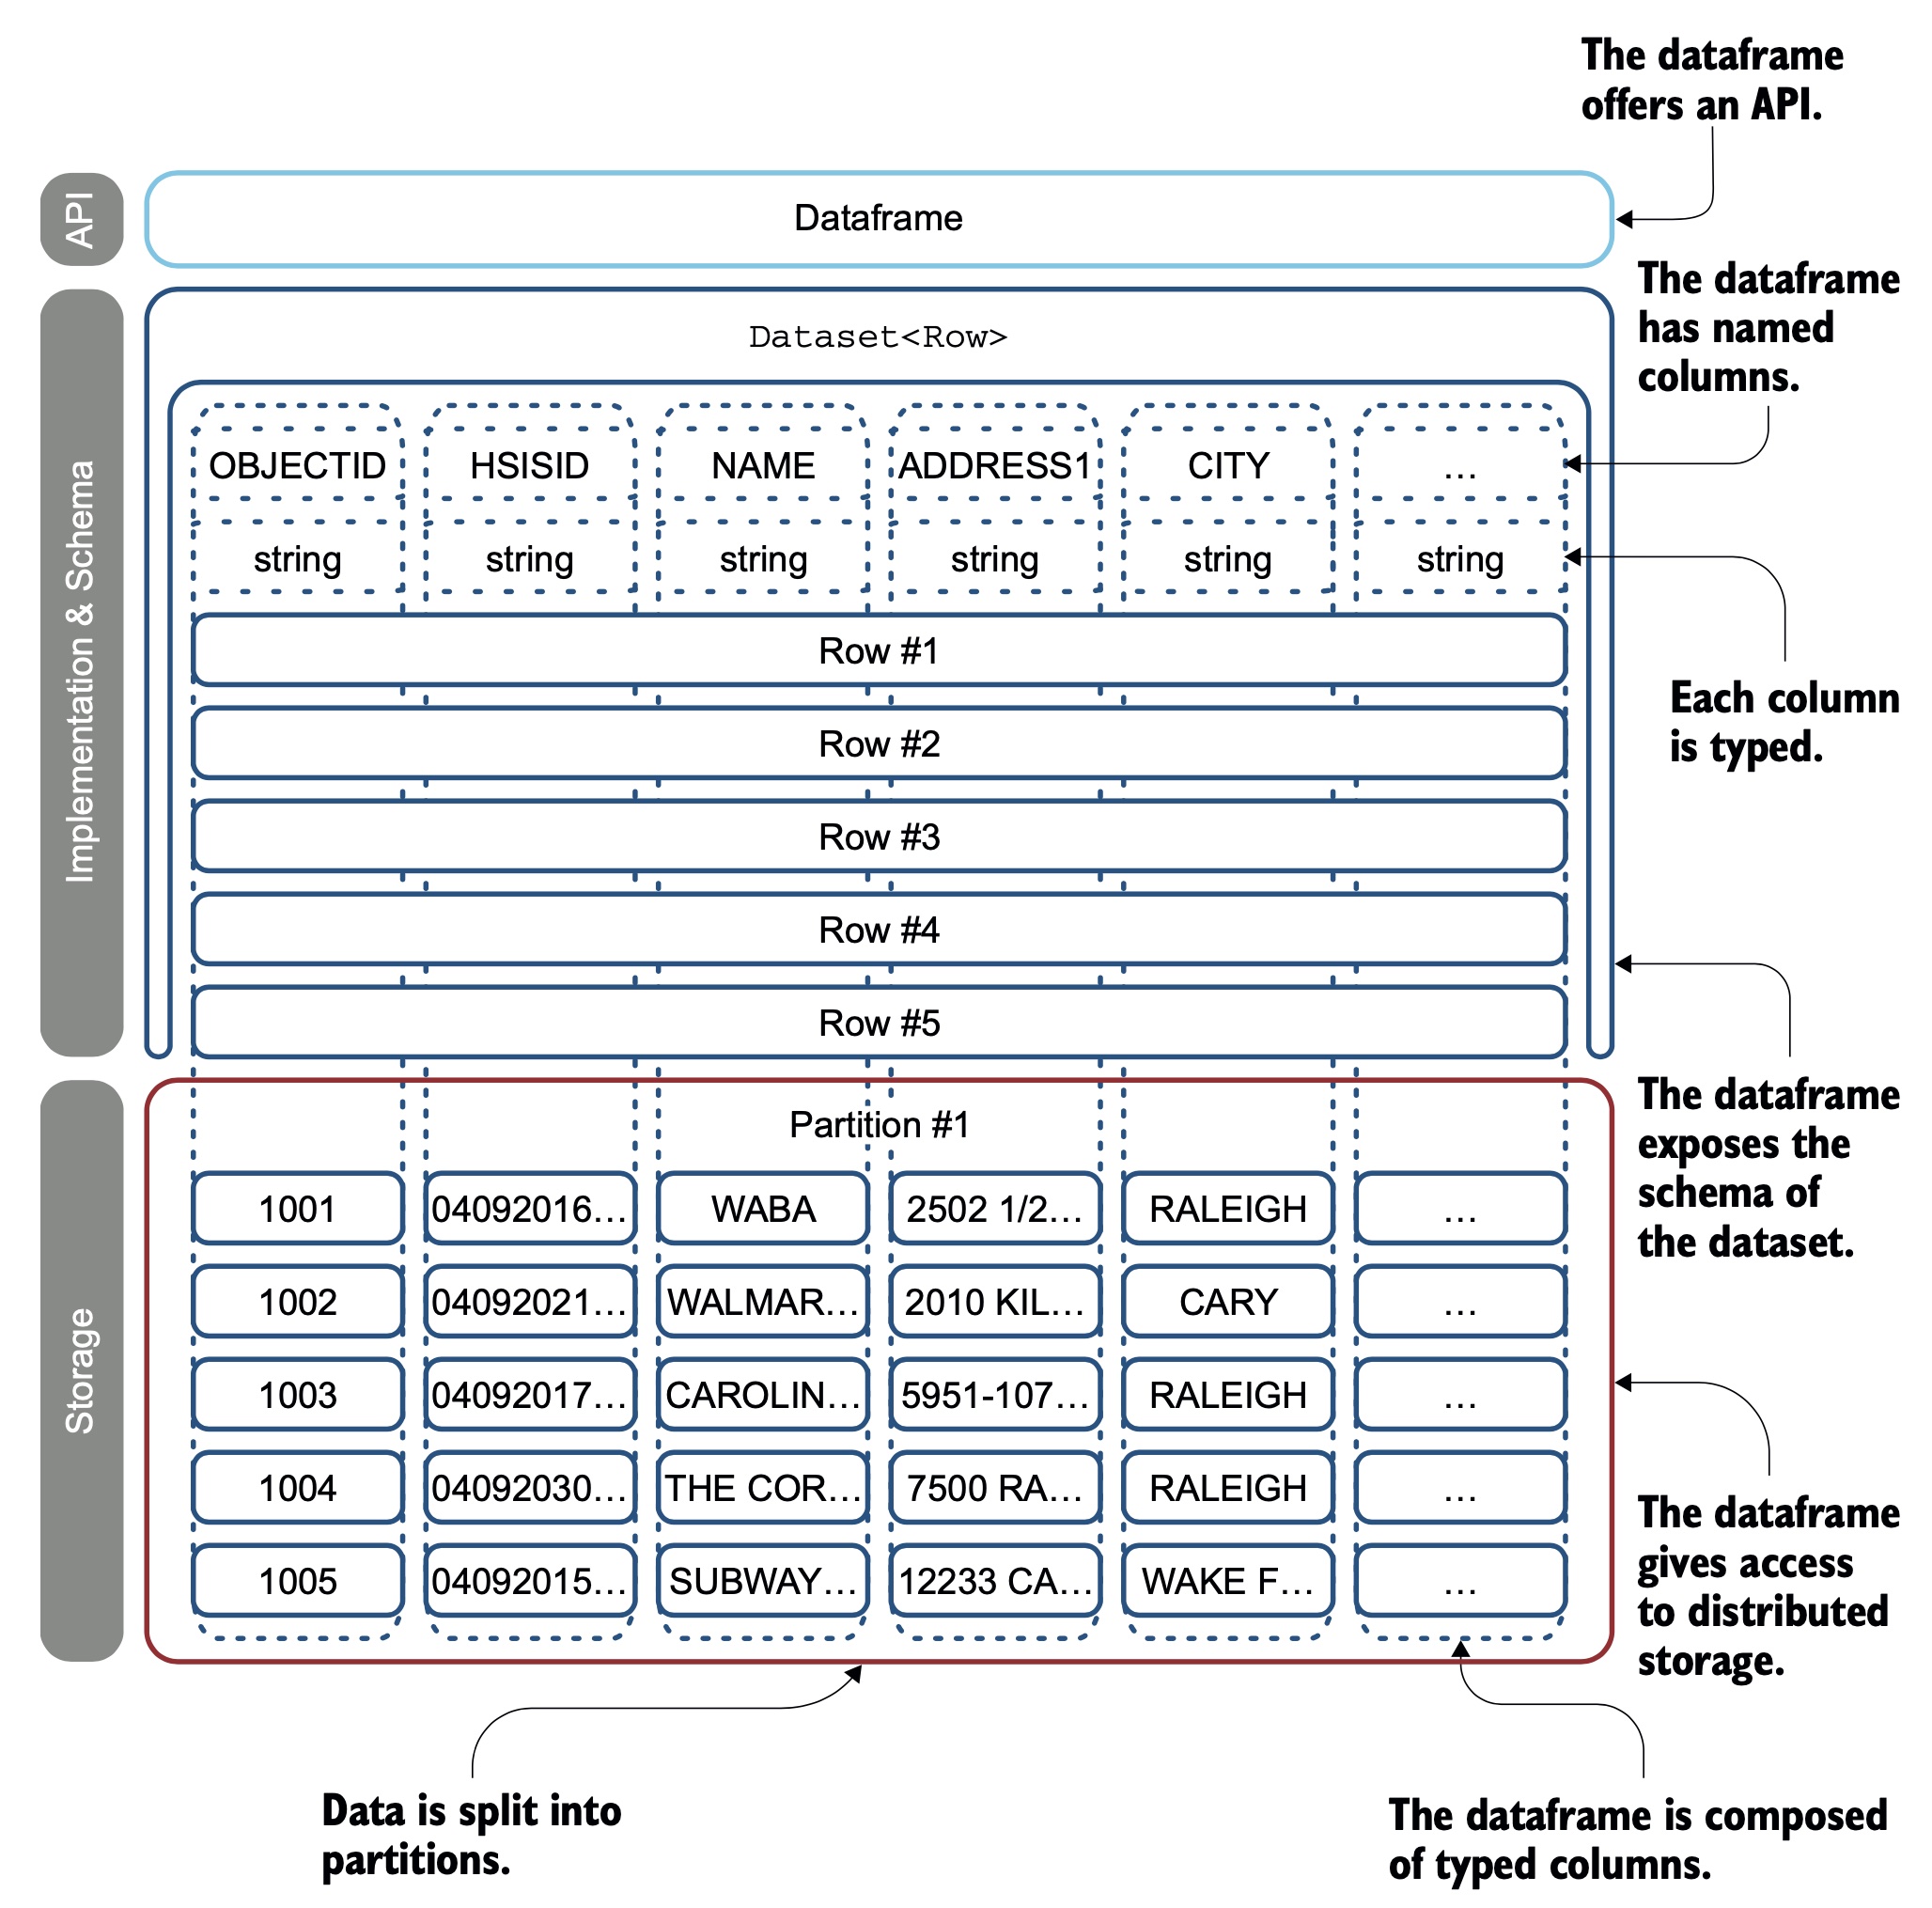 The dataframe
offers an API.
API
Dataframe
The dataframe
has named
columns.
Implementation & Schema
Dataset<Row>
OBJECTID HSISID NAME ADDRESS1 CITY ...
string string string string string string
Each column
is typed.
Row #1
Row #2
Row #3
Row #4
Row #5
The dataframe
exposes the
schema of
the dataset.
Storage
Partition #1
1001 04092016... WABA 2502 1/2... RALEIGH ...
1002 04092021... WALMAR... 2010 KIL... CARY ...
1003 04092017... CAROLIN... 5951-107... RALEIGH ...
1004 04092030... THE COR... 7500 RA... RALEIGH ...
1005 04092015... SUBWAY... 12233 CA... WAKE F... ...
The dataframe
gives access
to distributed
storage.
Data is split into
partitions.
The dataframe is composed
of typed columns.